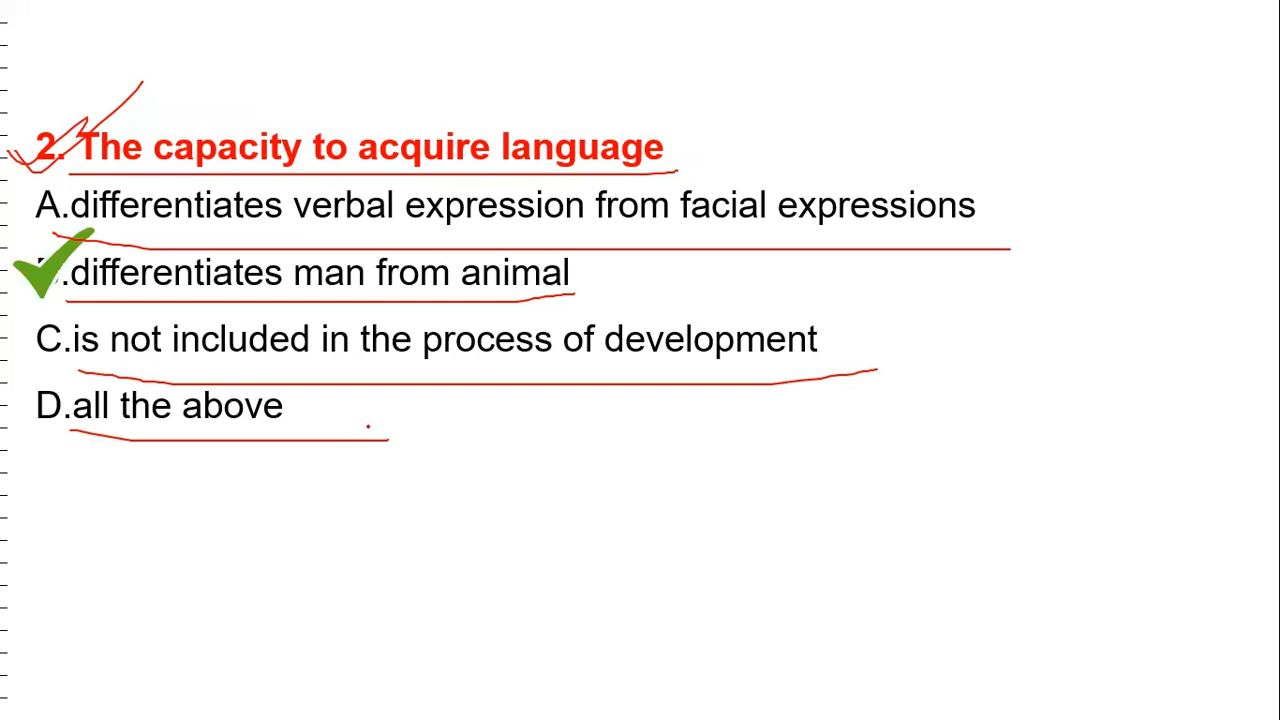 2. The capacity to acquire language
A.differentiates verbal expression from facial expressions
.differentiates man from animal
C.is not included in the process of development
D.all the above